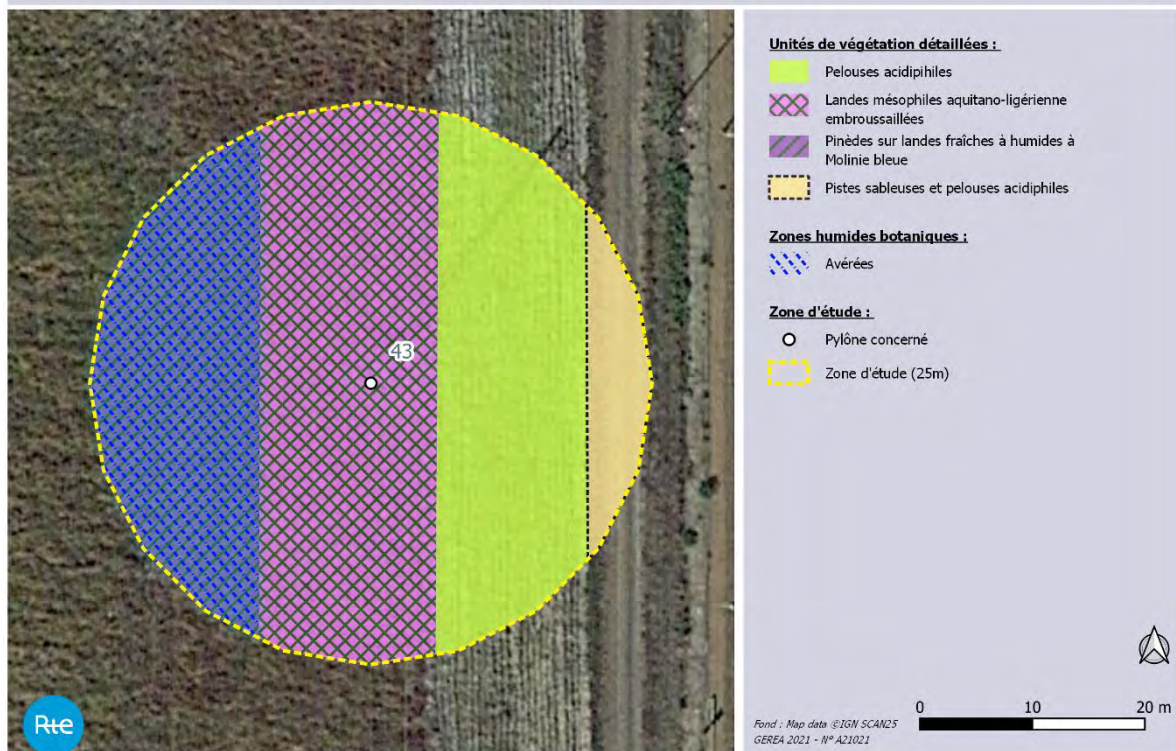 43
Rte
Unités de végétation détaillées :
Pelouses acidipihiles
Landes mésophiles aquitano-ligérienne
embroussaillées
Pinèdes sur landes fraîches à humides à
Molinie bleue
Pistes sableuses et pelouses acidiphiles
Zones humides botaniques :
Avérées
Zone d'étude :
Pylône concerné
Zone d'étude (25m)
0 10 20 m
Fond : Map data ©IGN SCAN25
GEREA 2021 - N° A21021